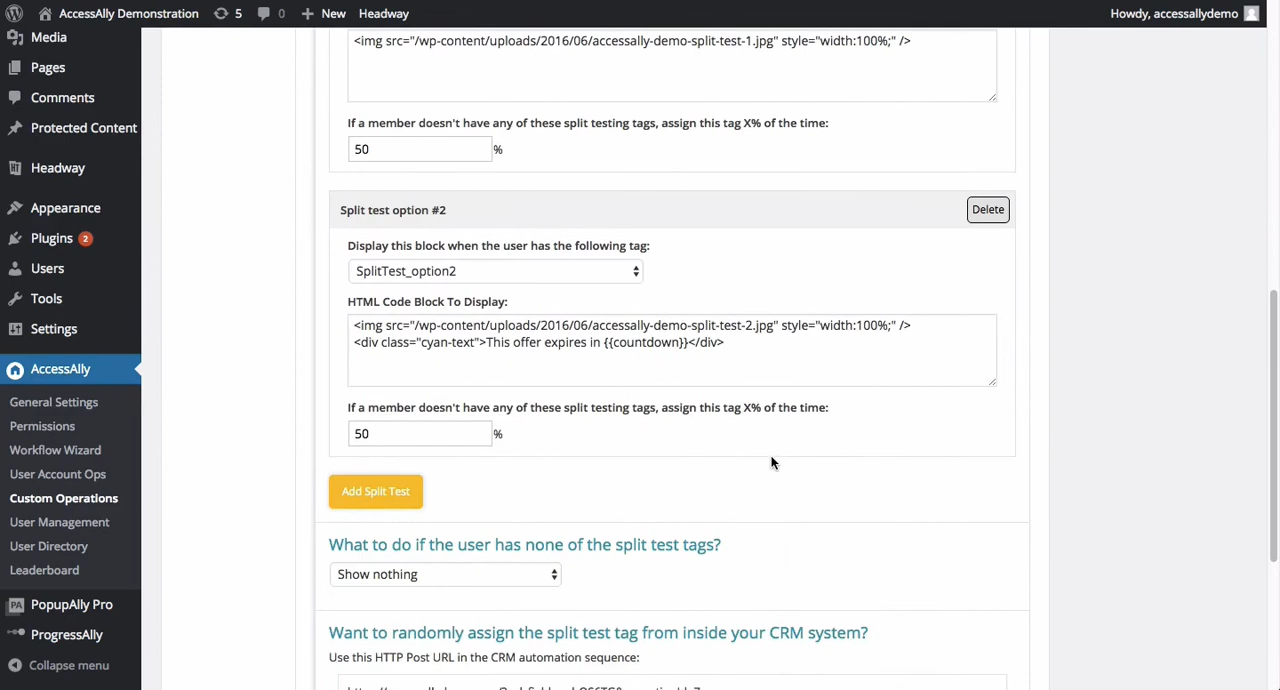 AccessAlly Demonstration 5 0 New Headway Howdy, accessallydemo
Media
Pages
Comments
Protected Content
Headway
Appearance
Plugins 2
Users
Tools
Settings
AccessAlly
General Settings
Permissions
Workflow Wizard
User Account Ops
Custom Operations
User Management
User Directory
Leaderboard
PA PopupAlly Pro
ProgressAlly
Collapse menu
<img src="/wp-content/uploads/2016/06/accessally-demo-split-test-1.jpg" style="width:100%;" />
If a member doesn't have any of these split testing tags, assign this tag X% of the time:
50 %
Split test option #2 Delete
Display this block when the user has the following tag:
SplitTest_option2
HTML Code Block To Display:
<img src="/wp-content/uploads/2016/06/accessally-demo-split-test-2.jpg" style="width:100%;" />
<div class="cyan-text">This offer expires in {{countdown}}</div>
If a member doesn't have any of these split testing tags, assign this tag X% of the time:
50 %
Add Split Test
What to do if the user has none of the split test tags?
Show nothing
Want to randomly assign the split test tag from inside your CRM system?
Use this HTTP Post URL in the CRM automation sequence: